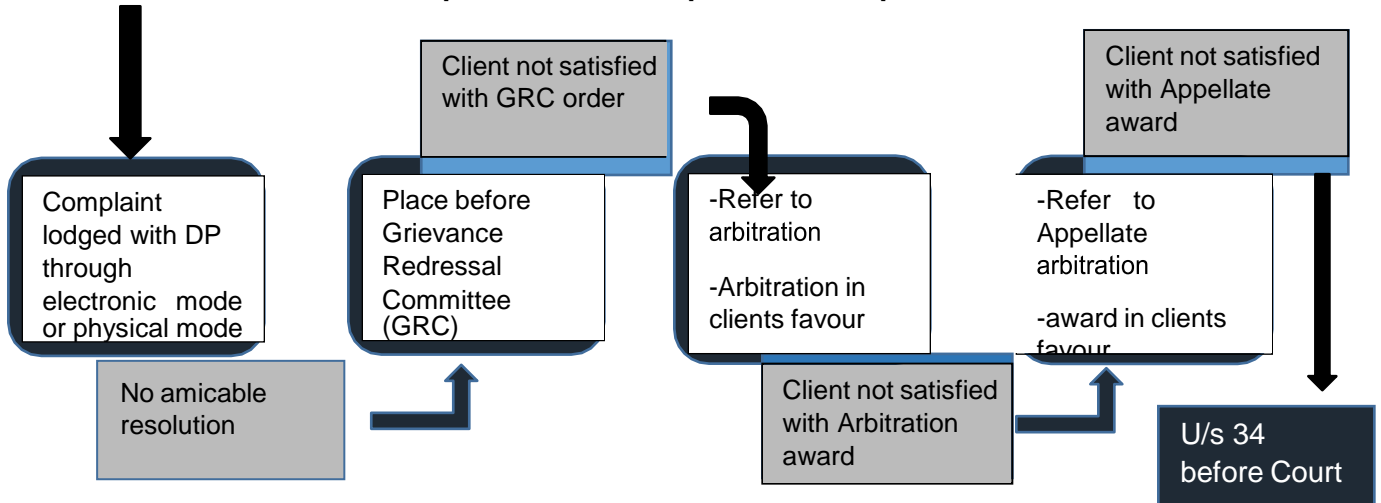 Complaint
lodged with DP
through
electronic mode
or physical mode
No amicable
resolution
Place before
Grievance
Redressal
Committee
(GRC)
Client not satisfied
with GRC order
-Refer to
arbitration
-Arbitration in
clients favour
Client not satisfied
with Arbitration
award
-Refer to
Appellate
arbitration
-award in clients
favour
Client not satisfied
with Appellate
award
U/s 34
before Court